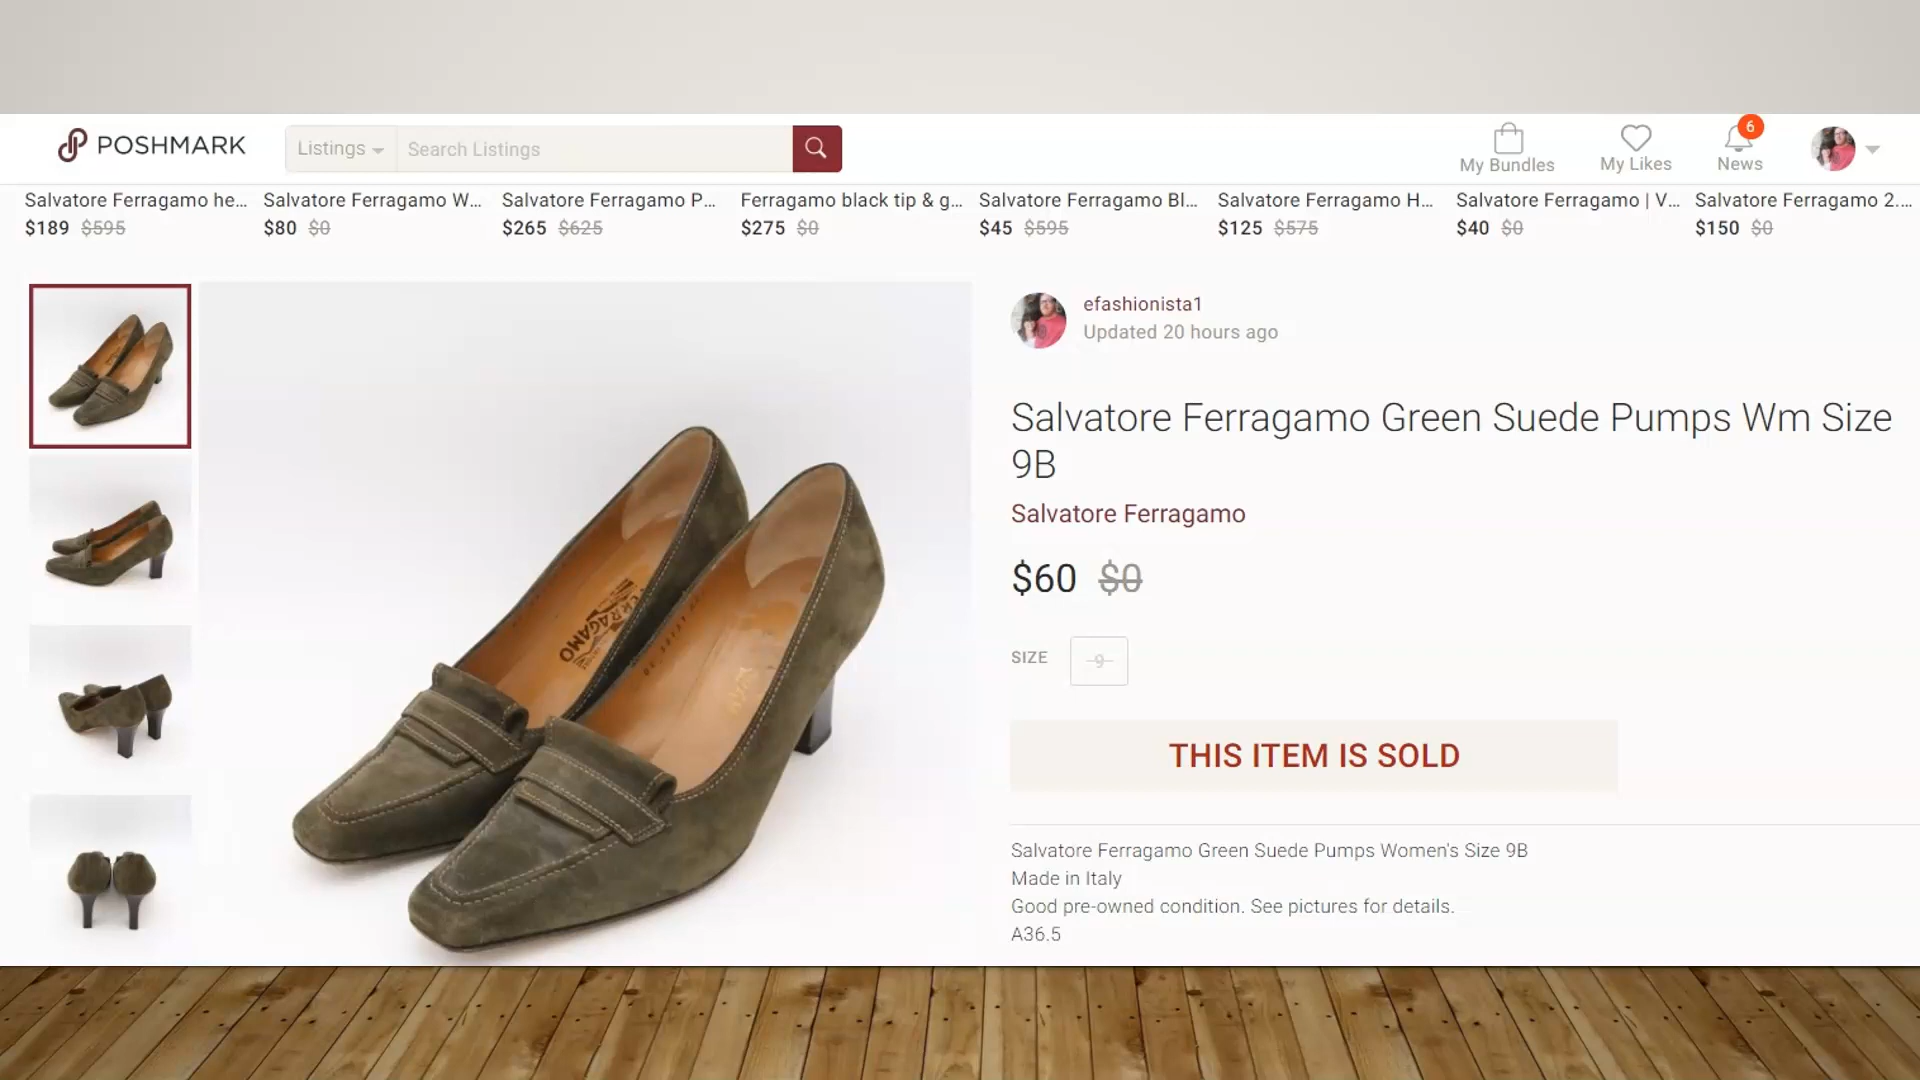 POSHMARK
Listings
Search Listings
My Bundles
My Likes
6
News
Salvatore Ferragamo he...
$189 $595
Salvatore Ferragamo W...
$80 $0
Salvatore Ferragamo P...
$265 $625
Ferragamo black tip & g...
$275 $0
Salvatore Ferragamo Bl...
$45 $595
Salvatore Ferragamo H...
$125 $575
Salvatore Ferragamo | V...
$40 $0
Salvatore Ferragamo 2....
$150 $0
efashionista1
Updated 20 hours ago
Salvatore Ferragamo Green Suede Pumps Wm Size
9B
Salvatore Ferragamo
$60 $0
SIZE
9
THIS ITEM IS SOLD
Salvatore Ferragamo Green Suede Pumps Women's Size 9B
Made in Italy
Good pre-owned condition. See pictures for details.
A36.5
FERRAGAMO